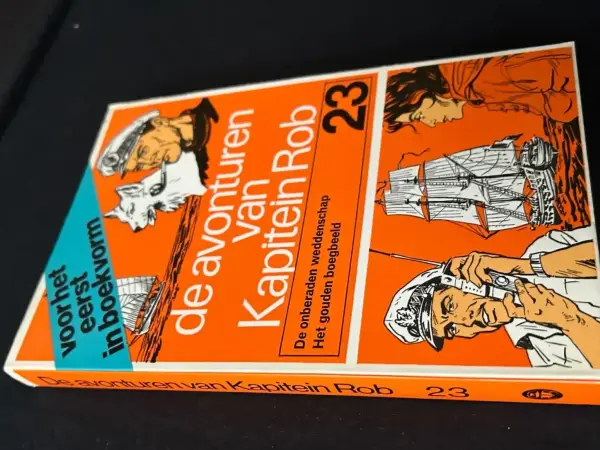 voor het
eerst
in boekvorm
de avonturen
van
Kapitein Rob
De onberaden weddenschap
Het gouden boegbeeld
23
De avonturen van Kapitein Rob 23